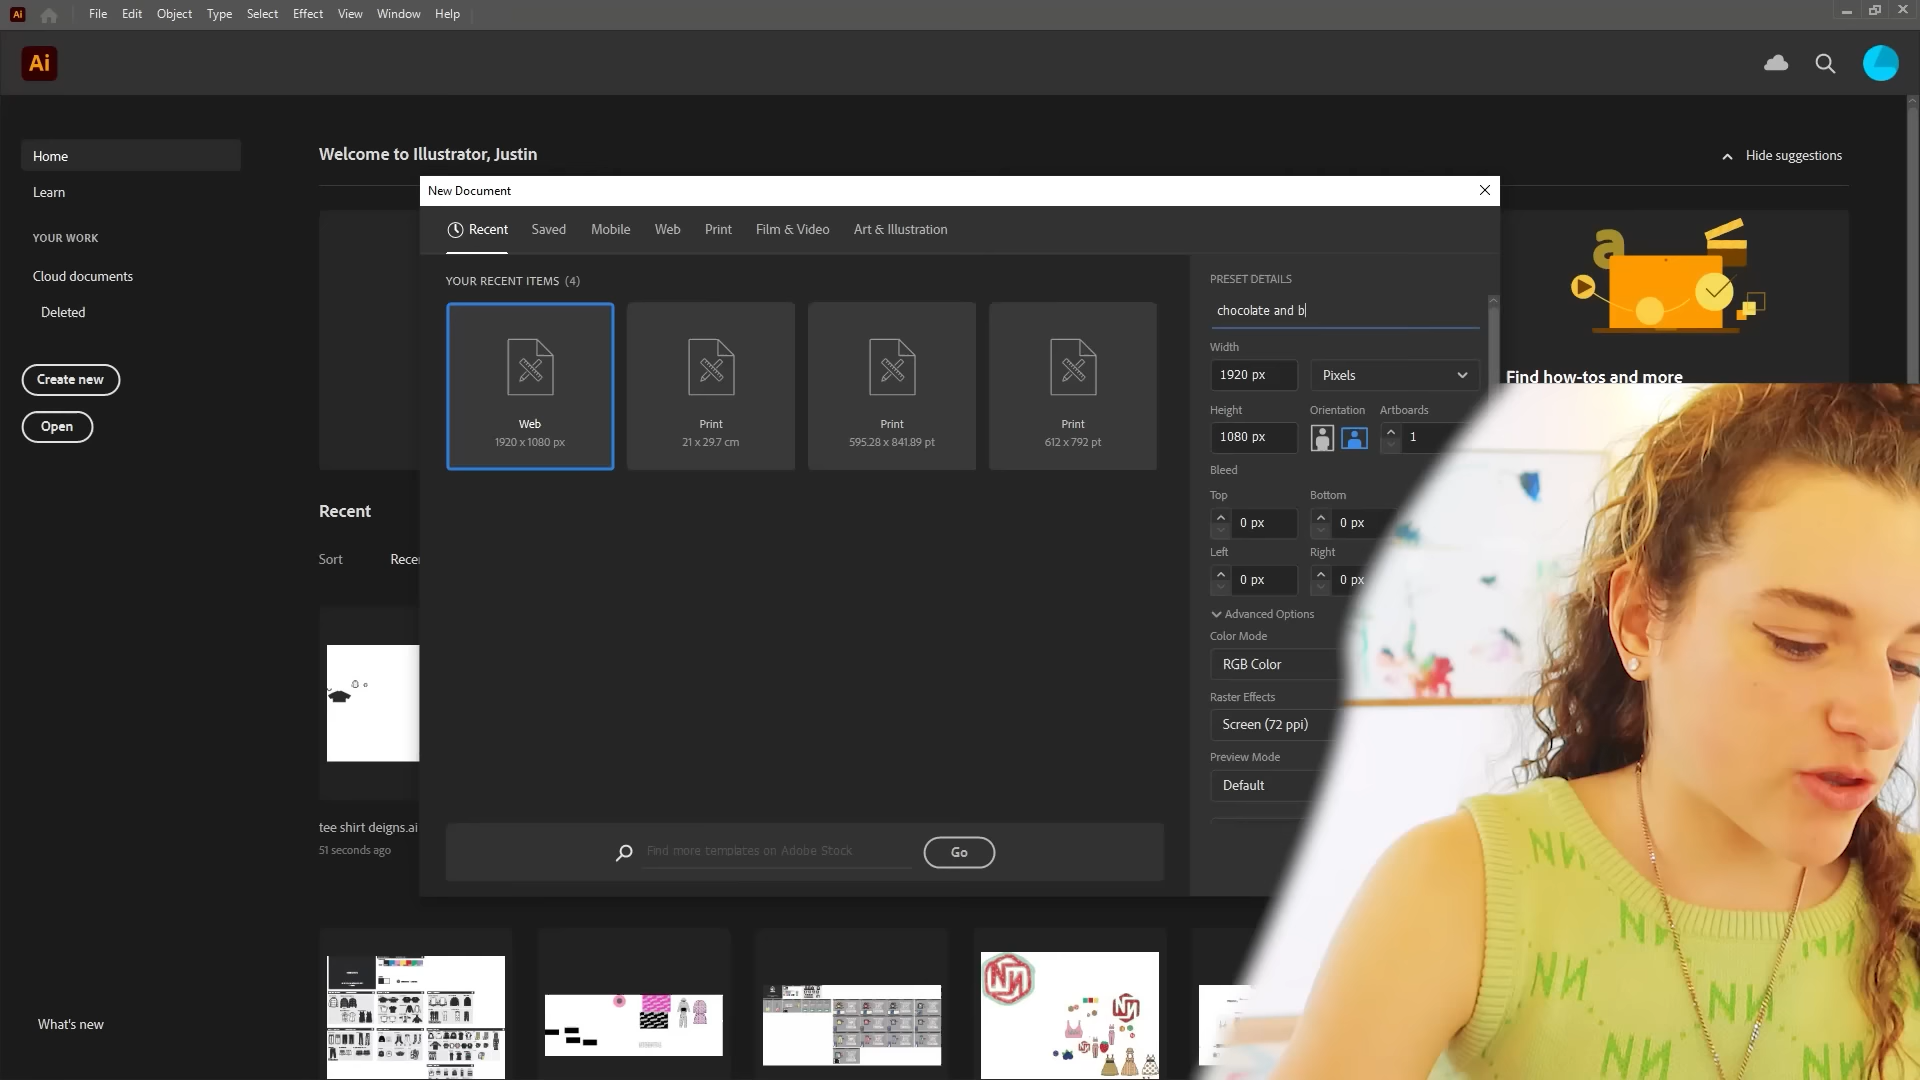 Ai
File Edit Object Type Select Effect View Window Help
Ai
Home
Learn
YOUR WORK
Cloud documents
Deleted
Create new
Open
What's new
Welcome to Illustrator, Justin
Hide suggestions
New Document
Recent Saved Mobile Web Print Film & Video Art & Illustration
YOUR RECENT ITEMS (4)
Web
1920 x 1080 px
Print
21 x 29.7 cm
Print
595.28 x 841.89 pt
Print
612 x 792 pt
Find more templates on Adobe Stock
Go
PRESET DETAILS
chocolate and b
Width
1920 px Pixels
Height Orientation Artboards
1080 px 1
Bleed
Top Bottom
0 px 0 px
Left Right
0 px 0 px
Advanced Options
Color Mode
RGB Color
Raster Effects
Screen (72 ppi)
Preview Mode
Default
a
Find how-tos and more
Recent
Sort Rece
tee shirt deigns.ai
51 seconds ago